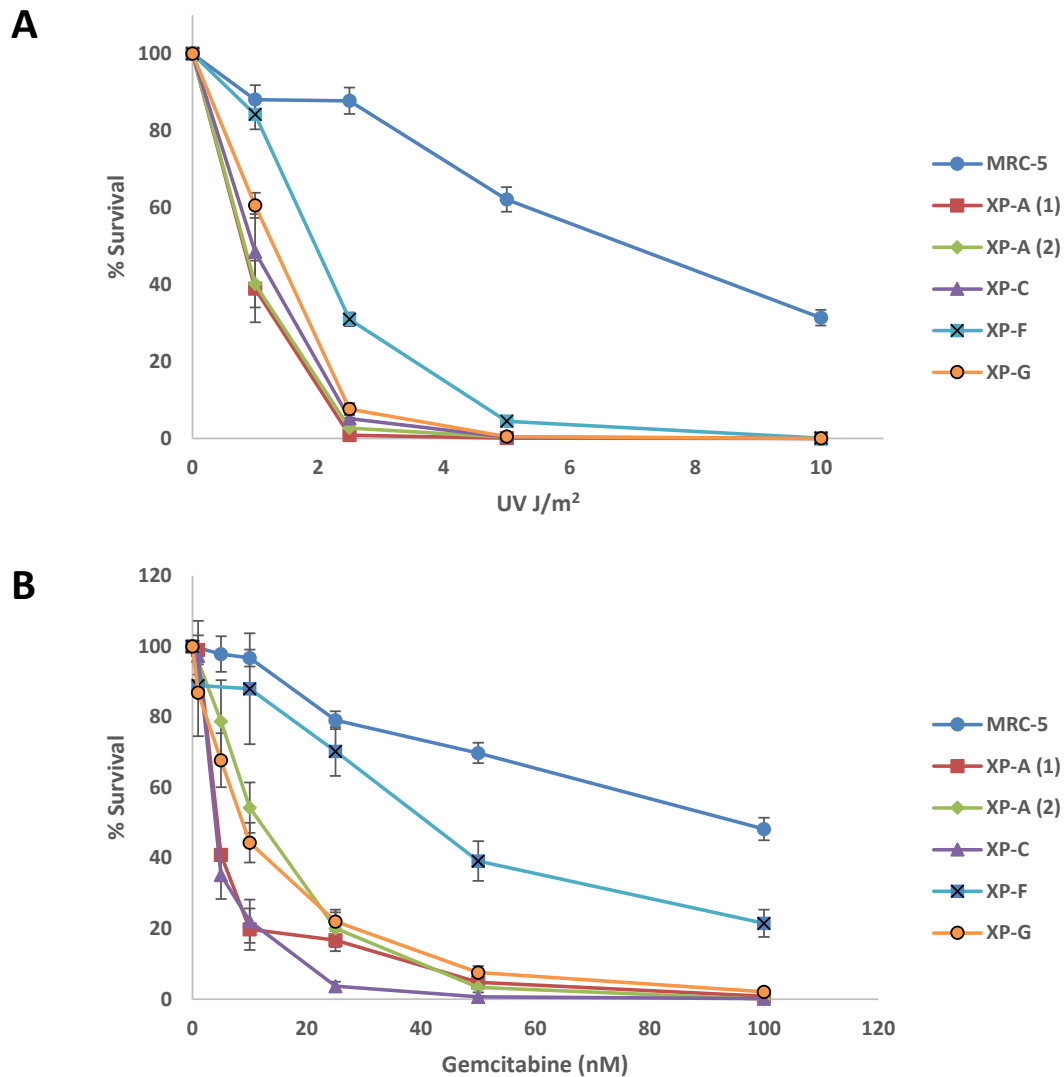 A
100
80
60
40
20
0
% Survival
0 2 4 6 8 10
UV J/m²
MRC-5
XP-A (1)
XP-A (2)
XP-C
XP-F
XP-G
B
120
100
80
60
40
20
0
% Survival
0 20 40 60 80 100 120
Gemcitabine (nM)
MRC-5
XP-A (1)
XP-A (2)
XP-C
XP-F
XP-G